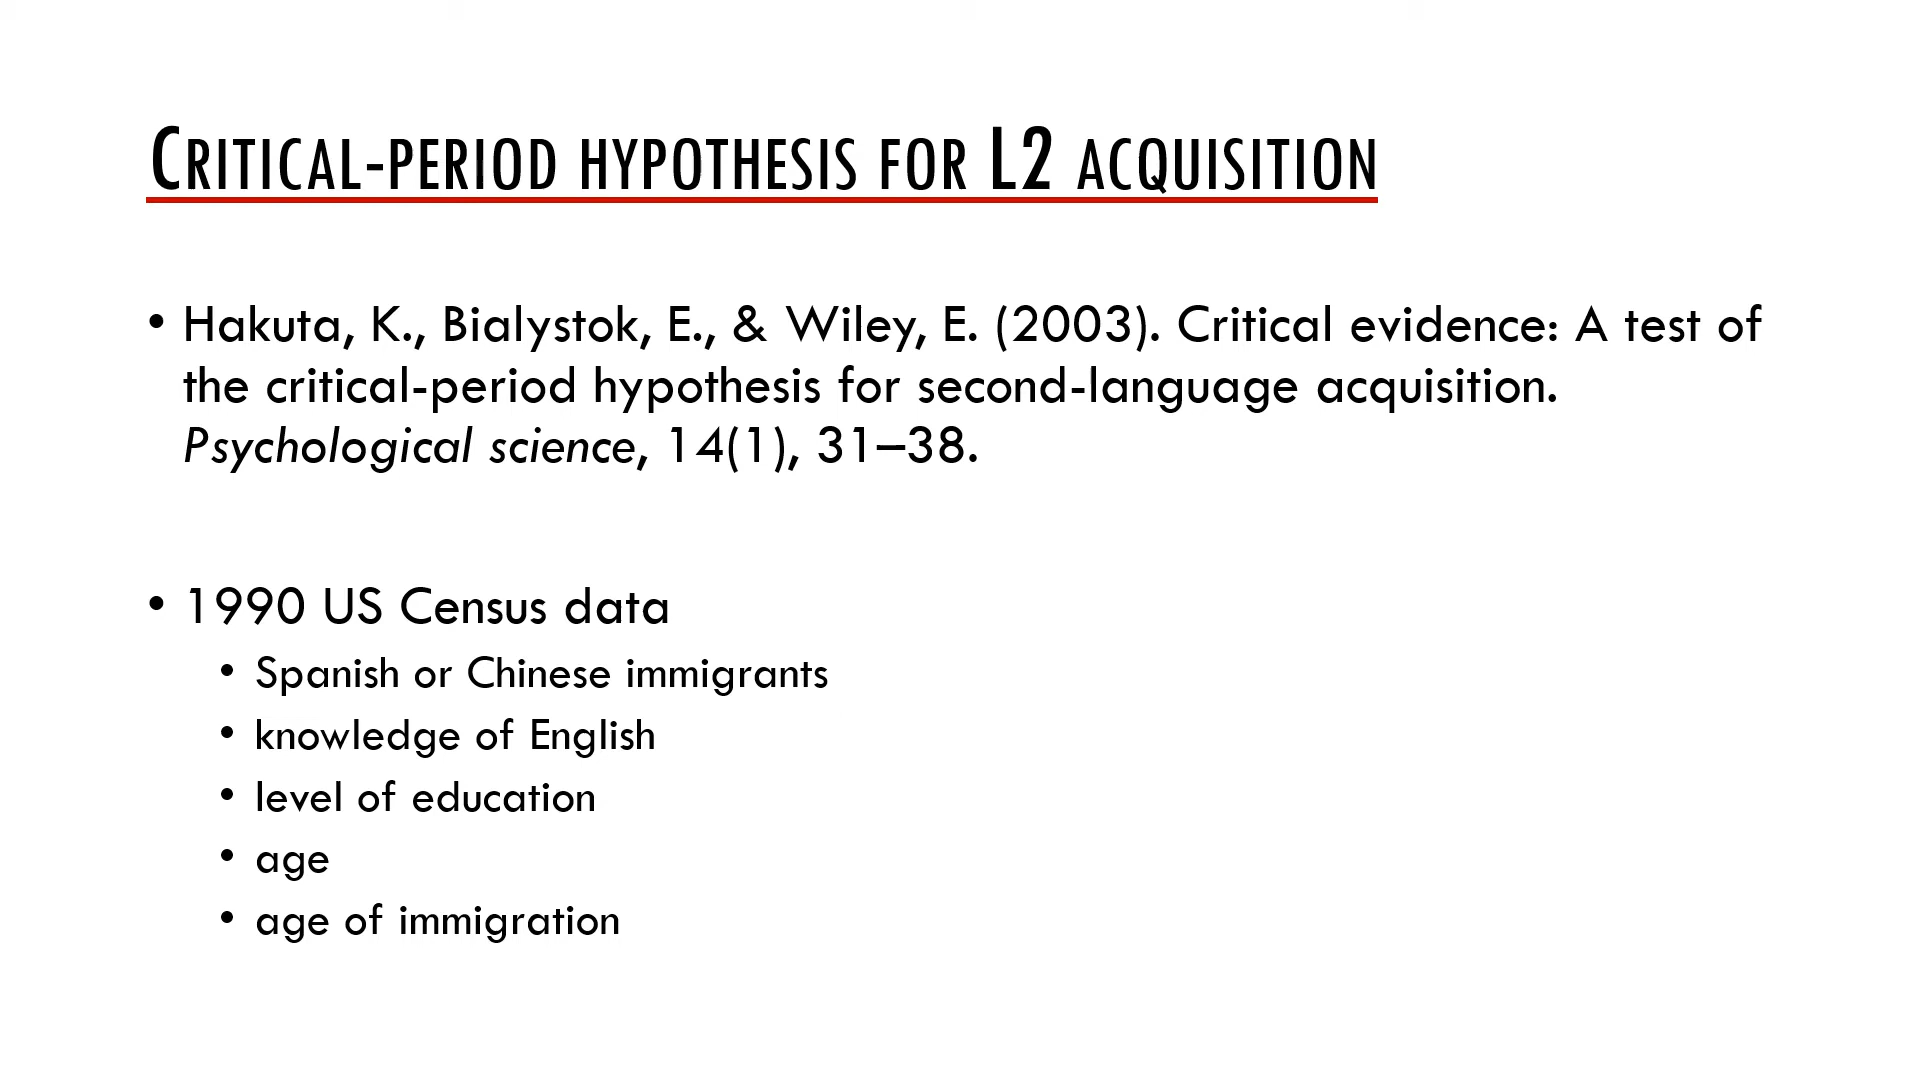 CRITICAL-PERIOD HYPOTHESIS FOR L2 ACQUISITION
• Hakuta, K., Bialystok, E., & Wiley, E. (2003). Critical evidence: A test of
the critical-period hypothesis for second-language acquisition.
Psychological science, 14(1), 31–38.
• 1990 US Census data
• Spanish or Chinese immigrants
• knowledge of English
• level of education
• age
• age of immigration